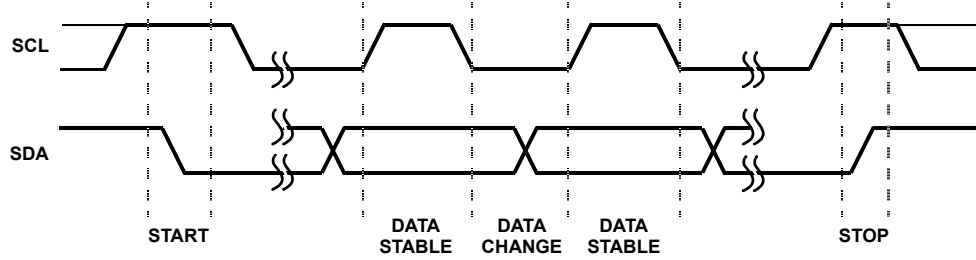 SCL
SDA
START
DATA
STABLE
DATA
CHANGE
DATA
STABLE
STOP